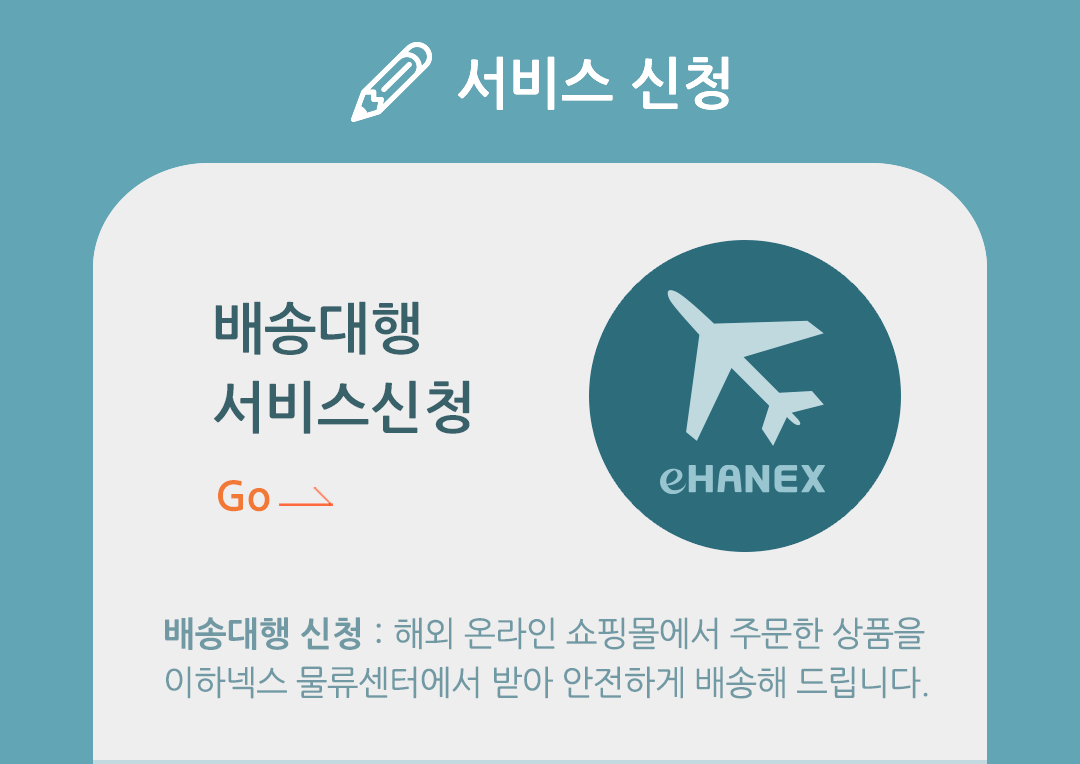 서비스 신청
배송대행
서비스신청
Go
eHANEX
배송대행 신청 : 해외 온라인 쇼핑몰에서 주문한 상품을
이하넥스 물류센터에서 받아 안전하게 배송해 드립니다.